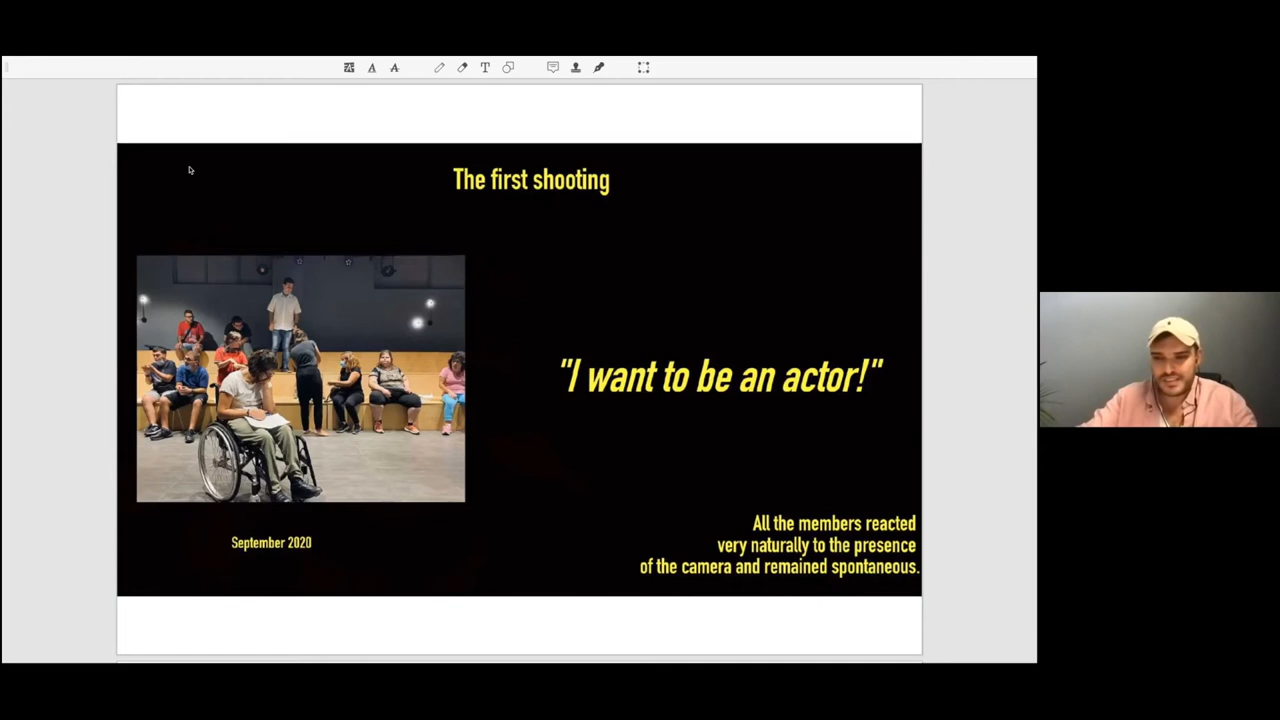 The first shooting
"I want to be an actor!"
September 2020
All the members reacted
very naturally to the presence
of the camera and remained spontaneous.